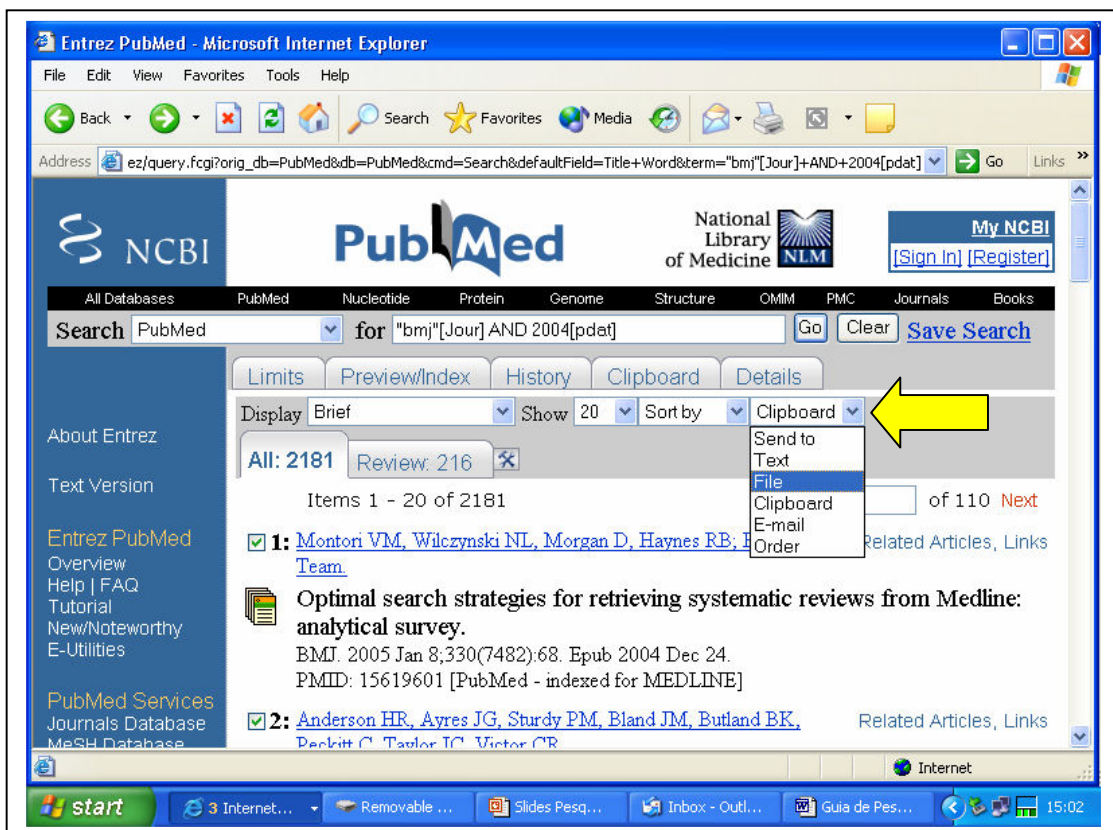 Entrez PubMed - Microsoft Internet Explorer
File Edit View Favorites Tools Help
Back Search Favorites Media
Address ez/query.fcgi?orig_db=PubMed&db=PubMed&cmd=Search&defaultField=Title+Word&term="bmj"[Jour]+AND+2004[pdat] Go Links »
NCBI
PubMed
National
Library
of Medicine NLM
My NCBI
[Sign In] [Register]
All Databases PubMed Nucleotide Protein Genome Structure OMIM PMC Journals Books
Search PubMed for "bmj"[Jour] AND 2004[pdat] Go Clear Save Search
Limits Preview/Index History Clipboard Details
Display Brief Show 20 Sort by Clipboard
Send to
Text
File
Clipboard
E-mail
Order
All: 2181 Review: 216
Items 1 - 20 of 2181 of 110 Next
About Entrez
Text Version
Entrez PubMed
Overview
Help | FAQ
Tutorial
New/Noteworthy
E-Utilities
PubMed Services
Journals Database
MeSH Database
1: Montori VM, Wilczynski NL, Morgan D, Haynes RB; Related Articles, Links
Team.
Optimal search strategies for retrieving systematic reviews from Medline:
analytical survey.
BMJ. 2005 Jan 8;330(7482):68. Epub 2004 Dec 24.
PMID: 15619601 [PubMed - indexed for MEDLINE]
2: Anderson HR, Ayres JG, Sturdy PM, Bland JM, Butland BK, Related Articles, Links
Peckitt C, Taylor JC, Victor CR
Internet
start 3 Internet... Removable ... Slides Pesq... Inbox - Outl... Guia de Pes... 15:02